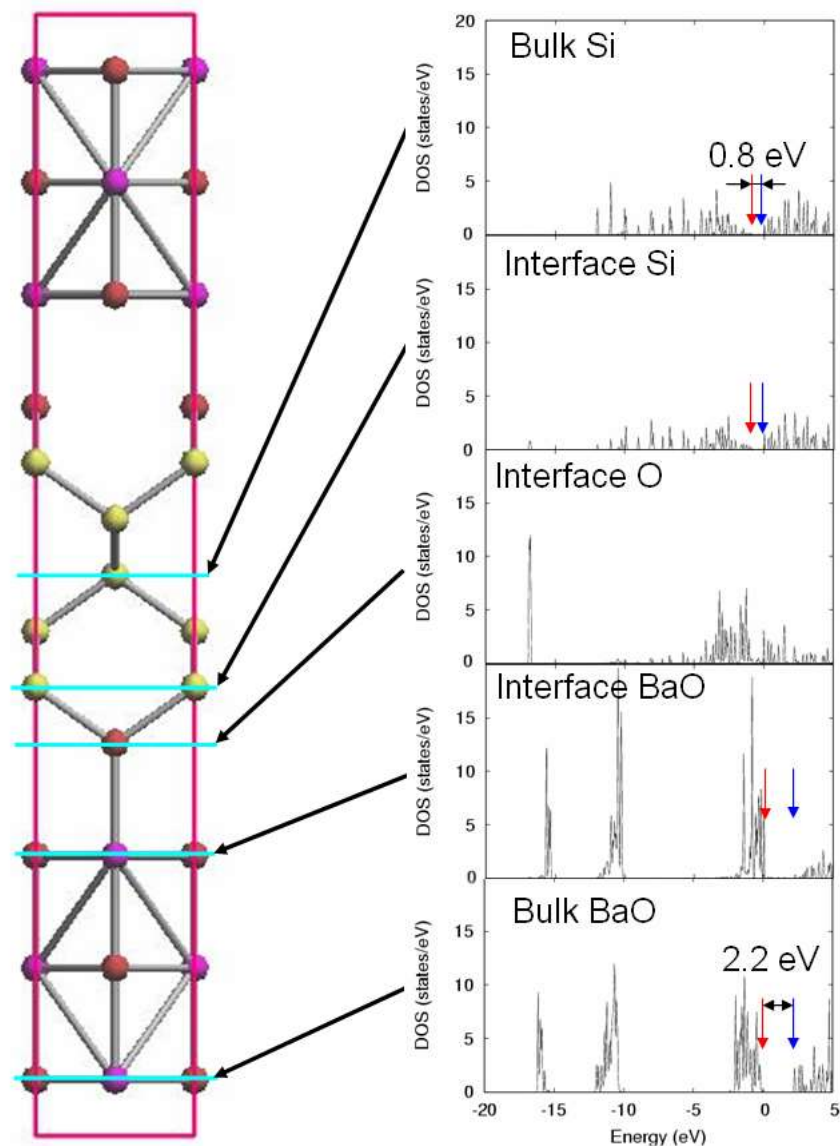 Bulk Si
DOS (states/eV)
20
15
10
5
0
0.8 eV
Interface Si
DOS (states/eV)
15
10
5
0
Interface O
DOS (states/eV)
15
10
5
0
Interface BaO
DOS (states/eV)
15
10
5
0
Bulk BaO
DOS (states/eV)
15
10
5
0
2.2 eV
-20 -15 -10 -5 0 5
Energy (eV)